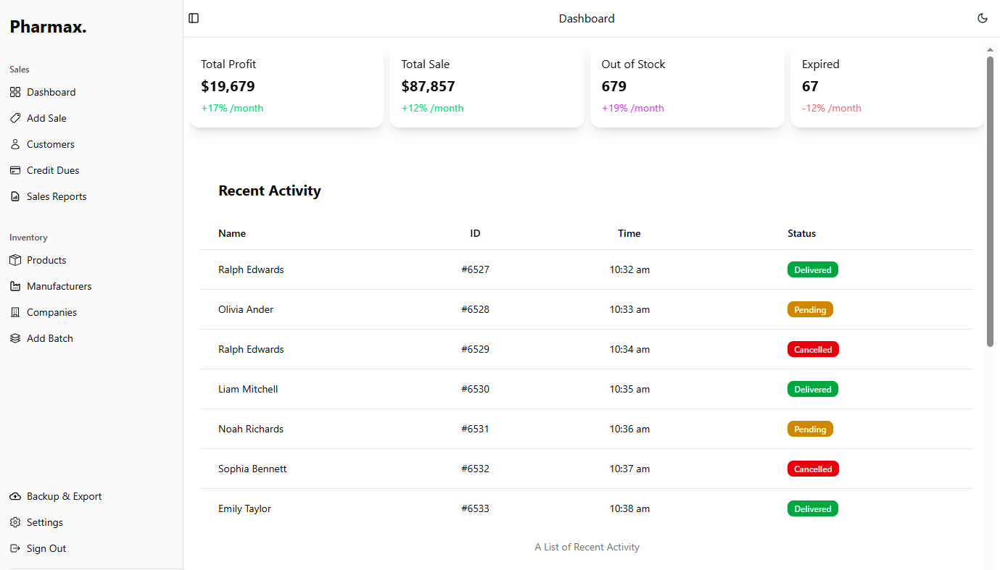 Pharmax.
Sales
Dashboard
Add Sale
Customers
Credit Dues
Sales Reports
Inventory
Products
Manufacturers
Companies
Add Batch
Backup & Export
Settings
Sign Out
Dashboard
Total Profit
$19,679
+17% /month
Total Sale
$87,857
+12% /month
Out of Stock
679
+19% /month
Expired
67
-12% /month
Recent Activity
Name ID Time Status
Ralph Edwards #6527 10:32 am Delivered
Olivia Ander #6528 10:33 am Pending
Ralph Edwards #6529 10:34 am Cancelled
Liam Mitchell #6530 10:35 am Delivered
Noah Richards #6531 10:36 am Pending
Sophia Bennett #6532 10:37 am Cancelled
Emily Taylor #6533 10:38 am Delivered
A List of Recent Activity